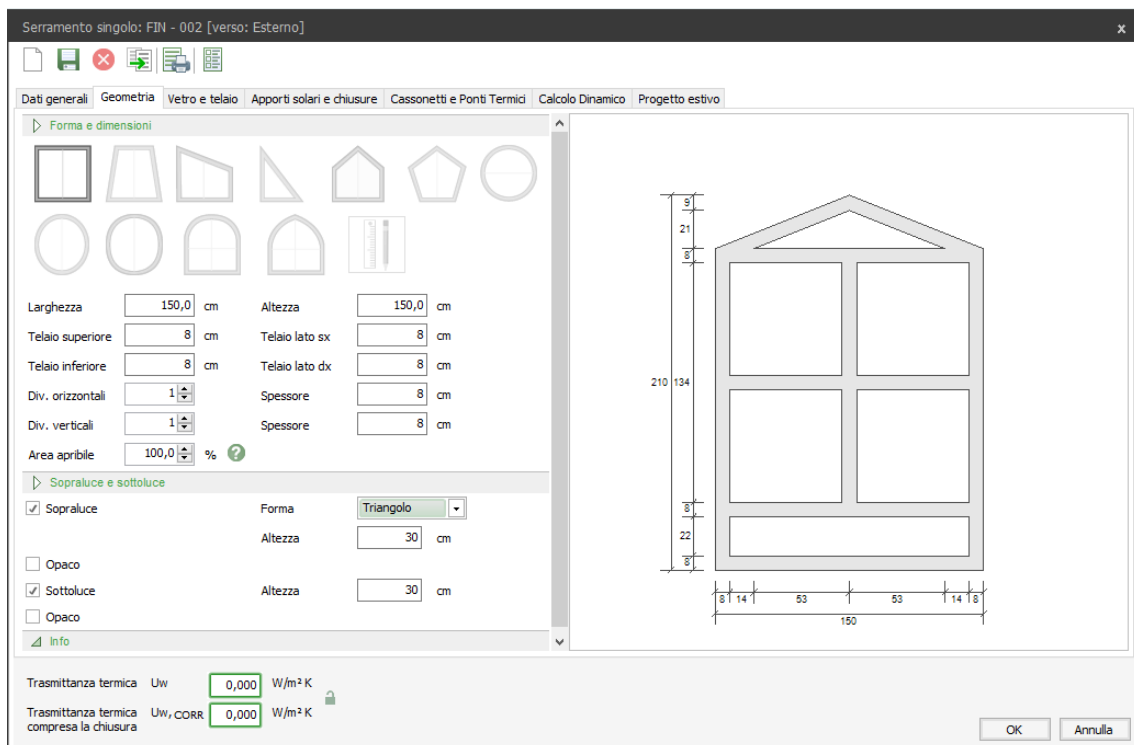 Serramento singolo: FIN - 002 [verso: Esterno] x
Dati generali Geometria Vetro e telaio Apporti solari e chiusure Cassonetti e Ponti Termici Calcolo Dinamico Progetto estivo
Forma e dimensioni
Larghezza 150,0 cm Altezza 150,0 cm
Telaio superiore 8 cm Telaio lato sx 8 cm
Telaio inferiore 8 cm Telaio lato dx 8 cm
Div. orizzontali 1 Spessore 8 cm
Div. verticali 1 Spessore 8 cm
Area apribile 100,0 % ?
Sopraluce e sottoluce
Sopraluce Forma Triangolo
Altezza 30 cm
Opaco
Sottoluce Altezza 30 cm
Opaco
Info
9
21
8
210 134
8
22
8
8 14 53 53 14 8
150
Trasmittanza termica Uw 0,000 W/m² K
Trasmittanza termica Uw, CORR 0,000 W/m² K
compresa la chiusura
OK Annulla